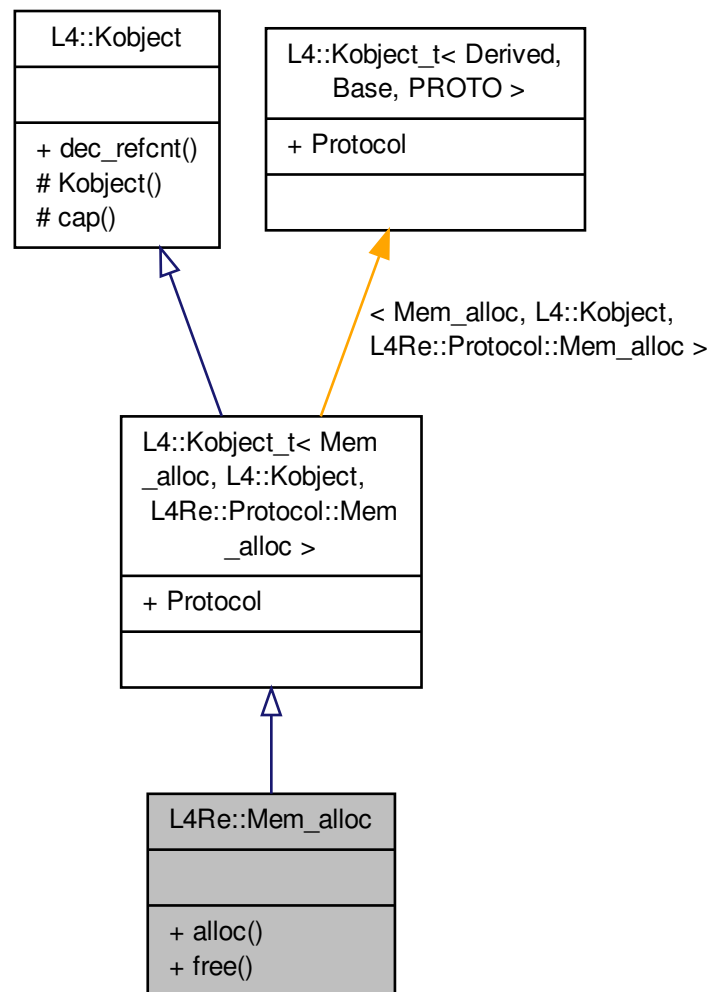 L4::Kobject
+ dec_refcnt()
# Kobject()
# cap()
L4::Kobject_t< Derived,
Base, PROTO >
+ Protocol
< Mem_alloc, L4::Kobject,
L4Re::Protocol::Mem_alloc >
L4::Kobject_t< Mem
_alloc, L4::Kobject,
L4Re::Protocol::Mem
_alloc >
+ Protocol
L4Re::Mem_alloc
+ alloc()
+ free()